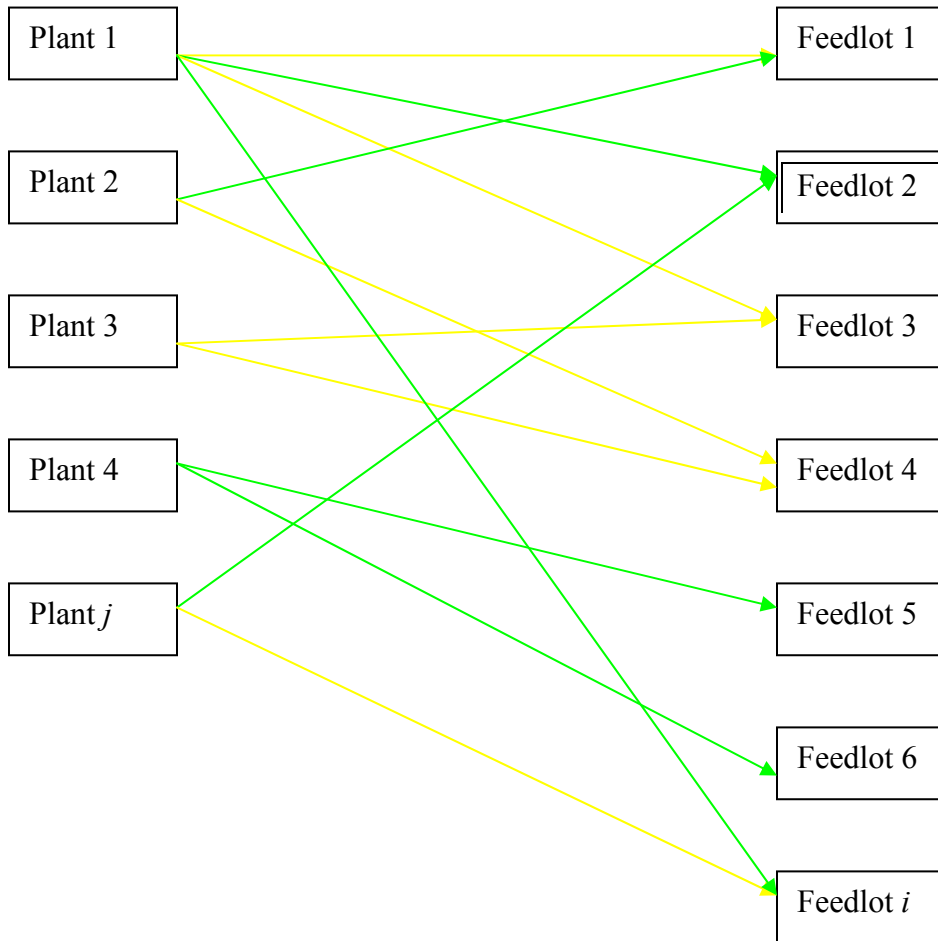 Plant 1
Feedlot 1
Plant 2
Feedlot 2
Plant 3
Feedlot 3
Plant 4
Feedlot 4
Plant j
Feedlot 5
Feedlot 6
Feedlot i